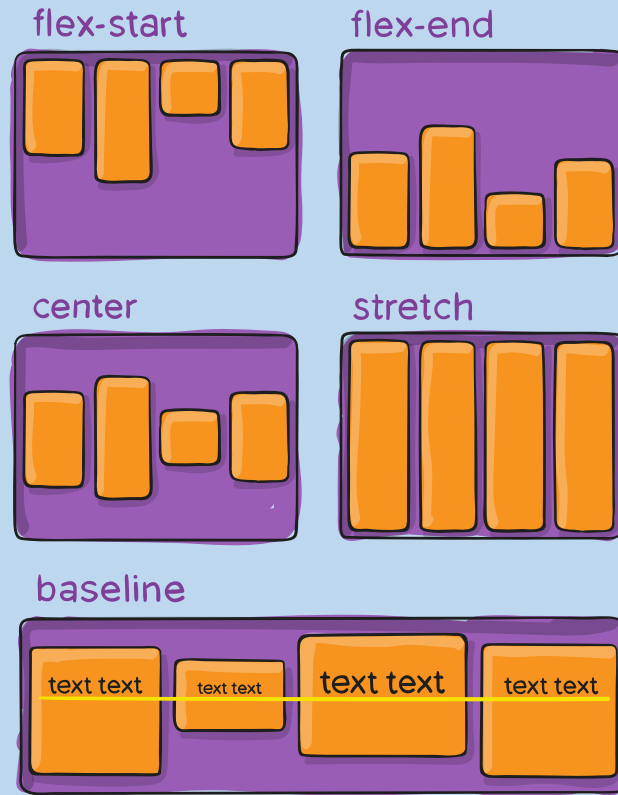 flex-start
flex-end
center
stretch
baseline
text text
text text
text text
text text